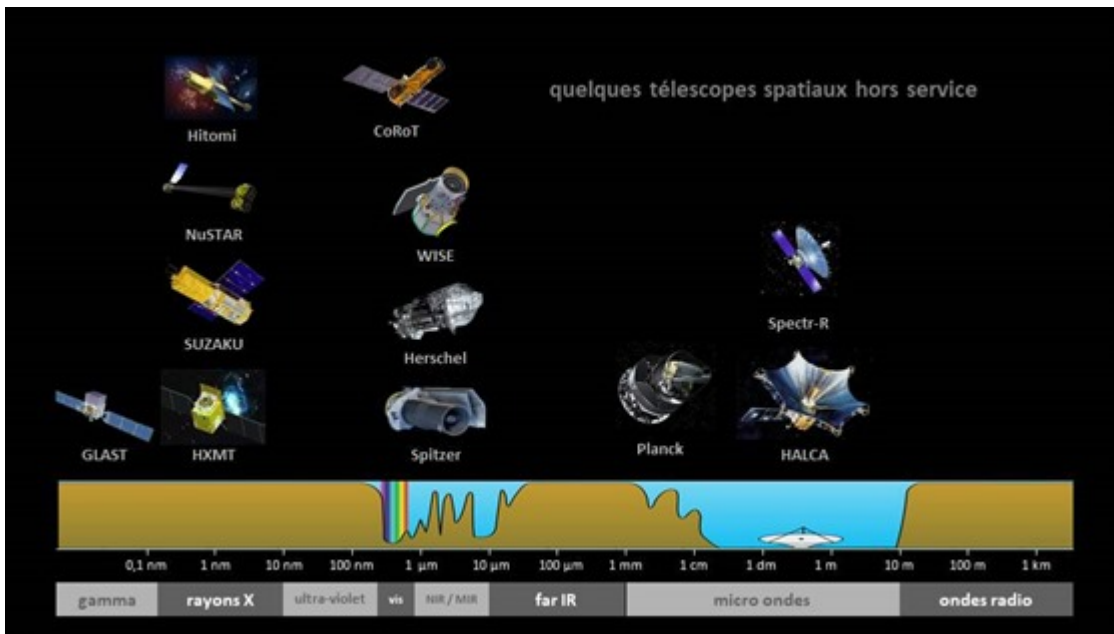 quelques télescopes spatiaux hors service
Hitomi
CoRoT
NuSTAR
WISE
SUZAKU
Herschel
Spectr-R
GLAST
HXMT
Spitzer
Planck
HALCA
0,1 nm 1 nm 10 nm 100 nm 1 µm 10 µm 100 µm 1 mm 1 cm 1 dm 1 m 10 m 100 m 1 km
gamma rayons X ultra-violet vis NIR / MIR far IR micro ondes ondes radio